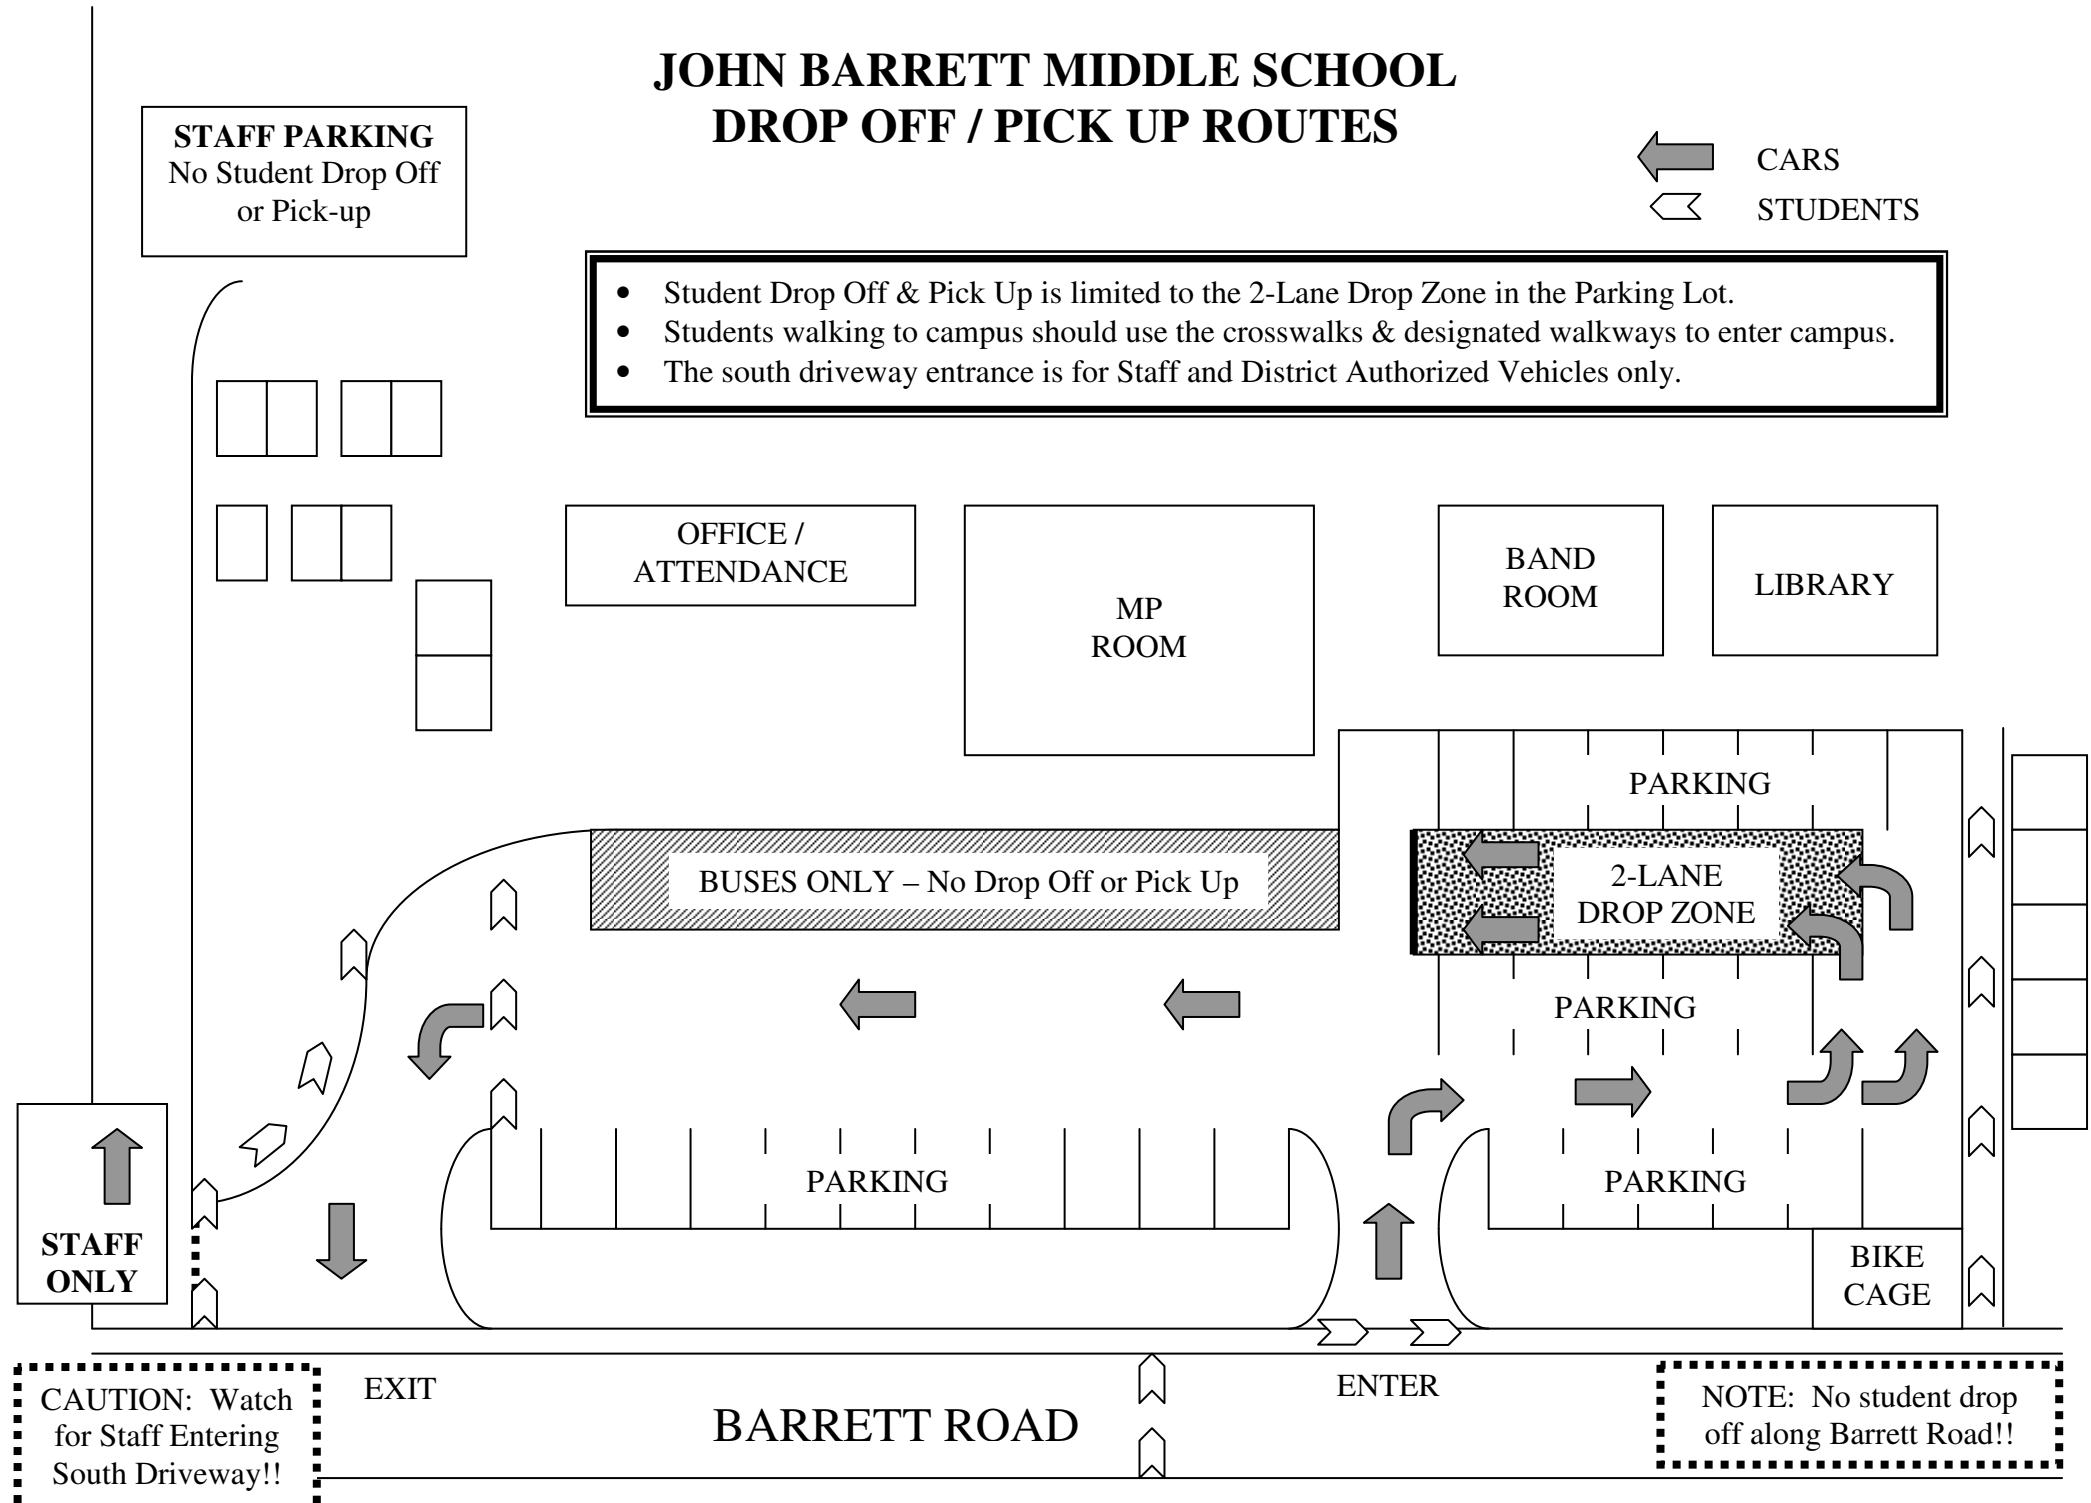 JOHN BARRETT MIDDLE SCHOOL
DROP OFF / PICK UP ROUTES
STAFF PARKING
No Student Drop Off
or Pick-up
CARS
STUDENTS
• Student Drop Off & Pick Up is limited to the 2-Lane Drop Zone in the Parking Lot.
• Students walking to campus should use the crosswalks & designated walkways to enter campus.
• The south driveway entrance is for Staff and District Authorized Vehicles only.
OFFICE /
ATTENDANCE
MP
ROOM
BAND
ROOM
LIBRARY
PARKING
BUSES ONLY – No Drop Off or Pick Up
2-LANE
DROP ZONE
PARKING
PARKING
PARKING
STAFF
ONLY
BIKE
CAGE
CAUTION: Watch
for Staff Entering
South Driveway!!
EXIT
BARRETT ROAD
ENTER
NOTE: No student drop
off along Barrett Road!!